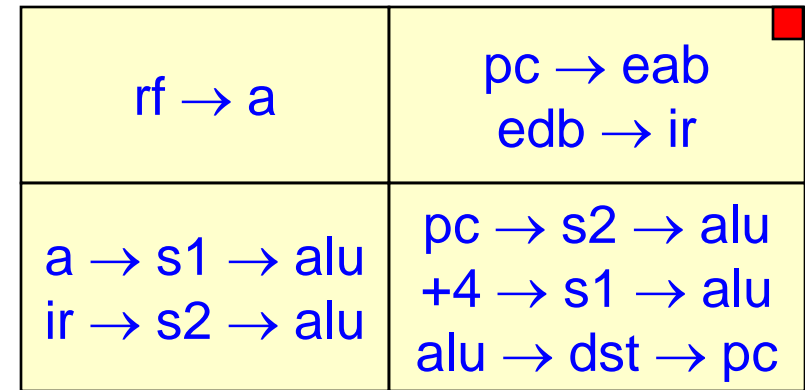 rf → a
pc → eab
edb → ir
a → s1 → alu
ir → s2 → alu
pc → s2 → alu
+4 → s1 → alu
alu → dst → pc